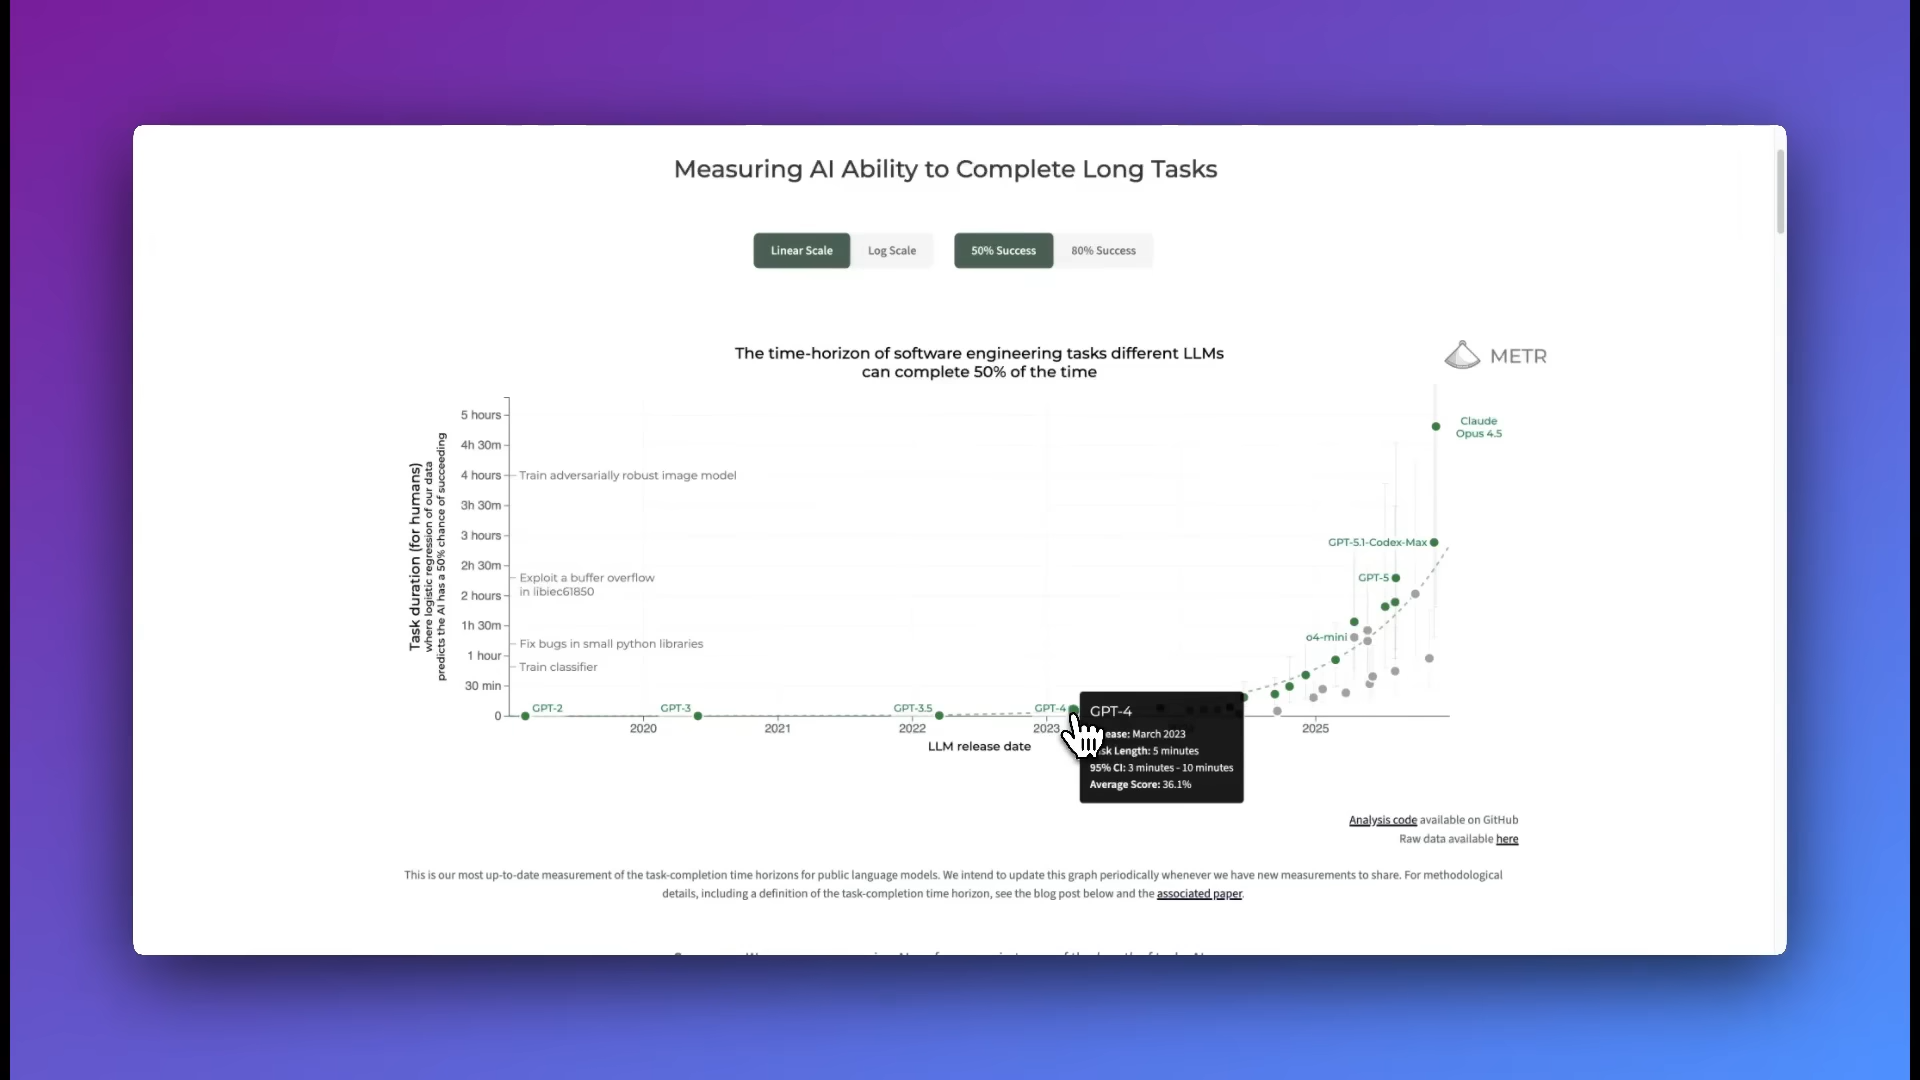 Measuring AI Ability to Complete Long Tasks
Linear Scale
Log Scale
50% Success
80% Success
The time-horizon of software engineering tasks different LLMs
can complete 50% of the time
METR
Task duration (for humans)
where logistic regression of our data
predicts the AI has a 50% chance of succeeding
5 hours
4h 30m
4 hours
3h 30m
3 hours
2h 30m
2 hours
1h 30m
1 hour
30 min
0
Train adversarially robust image model
Exploit a buffer overflow
in libiec61850
Fix bugs in small python libraries
Train classifier
GPT-2
GPT-3
GPT-3.5
GPT-4
o4-mini
GPT-5
GPT-5.1-Codex-Max
Claude
Opus 4.5
2020
2021
2022
2023
2025
LLM release date
GPT-4
March 2023
Length: 5 minutes
95% CI: 3 minutes - 10 minutes
Average Score: 36.1%
Analysis code available on GitHub
Raw data available here
This is our most up-to-date measurement of the task-completion time horizons for public language models. We intend to update this graph periodically whenever we have new measurements to share. For methodological
details, including a definition of the task-completion time horizon, see the blog post below and the associated paper.